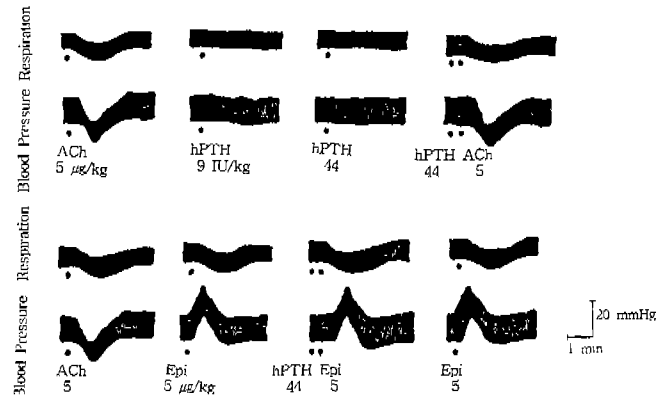 Blood Pressure Respiration
ACh hPTH hPTH hPTH ACh
5 μg/kg 9 IU/kg 44 44 5
Blood Pressure Respiration
20 mmHg
1 min
ACh Epi hPTH Epi Epi
5 5 μg/kg 44 5 5